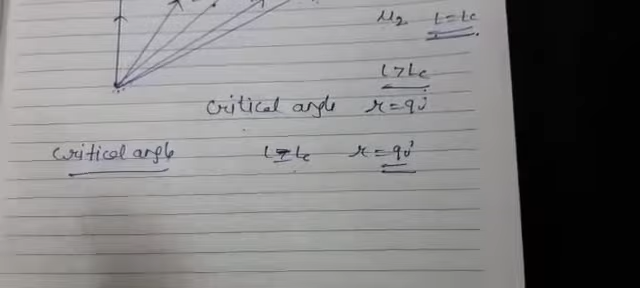 μ₂ i=ic
i>ic
critical angle r=90°
critical angle i=ic r=90°